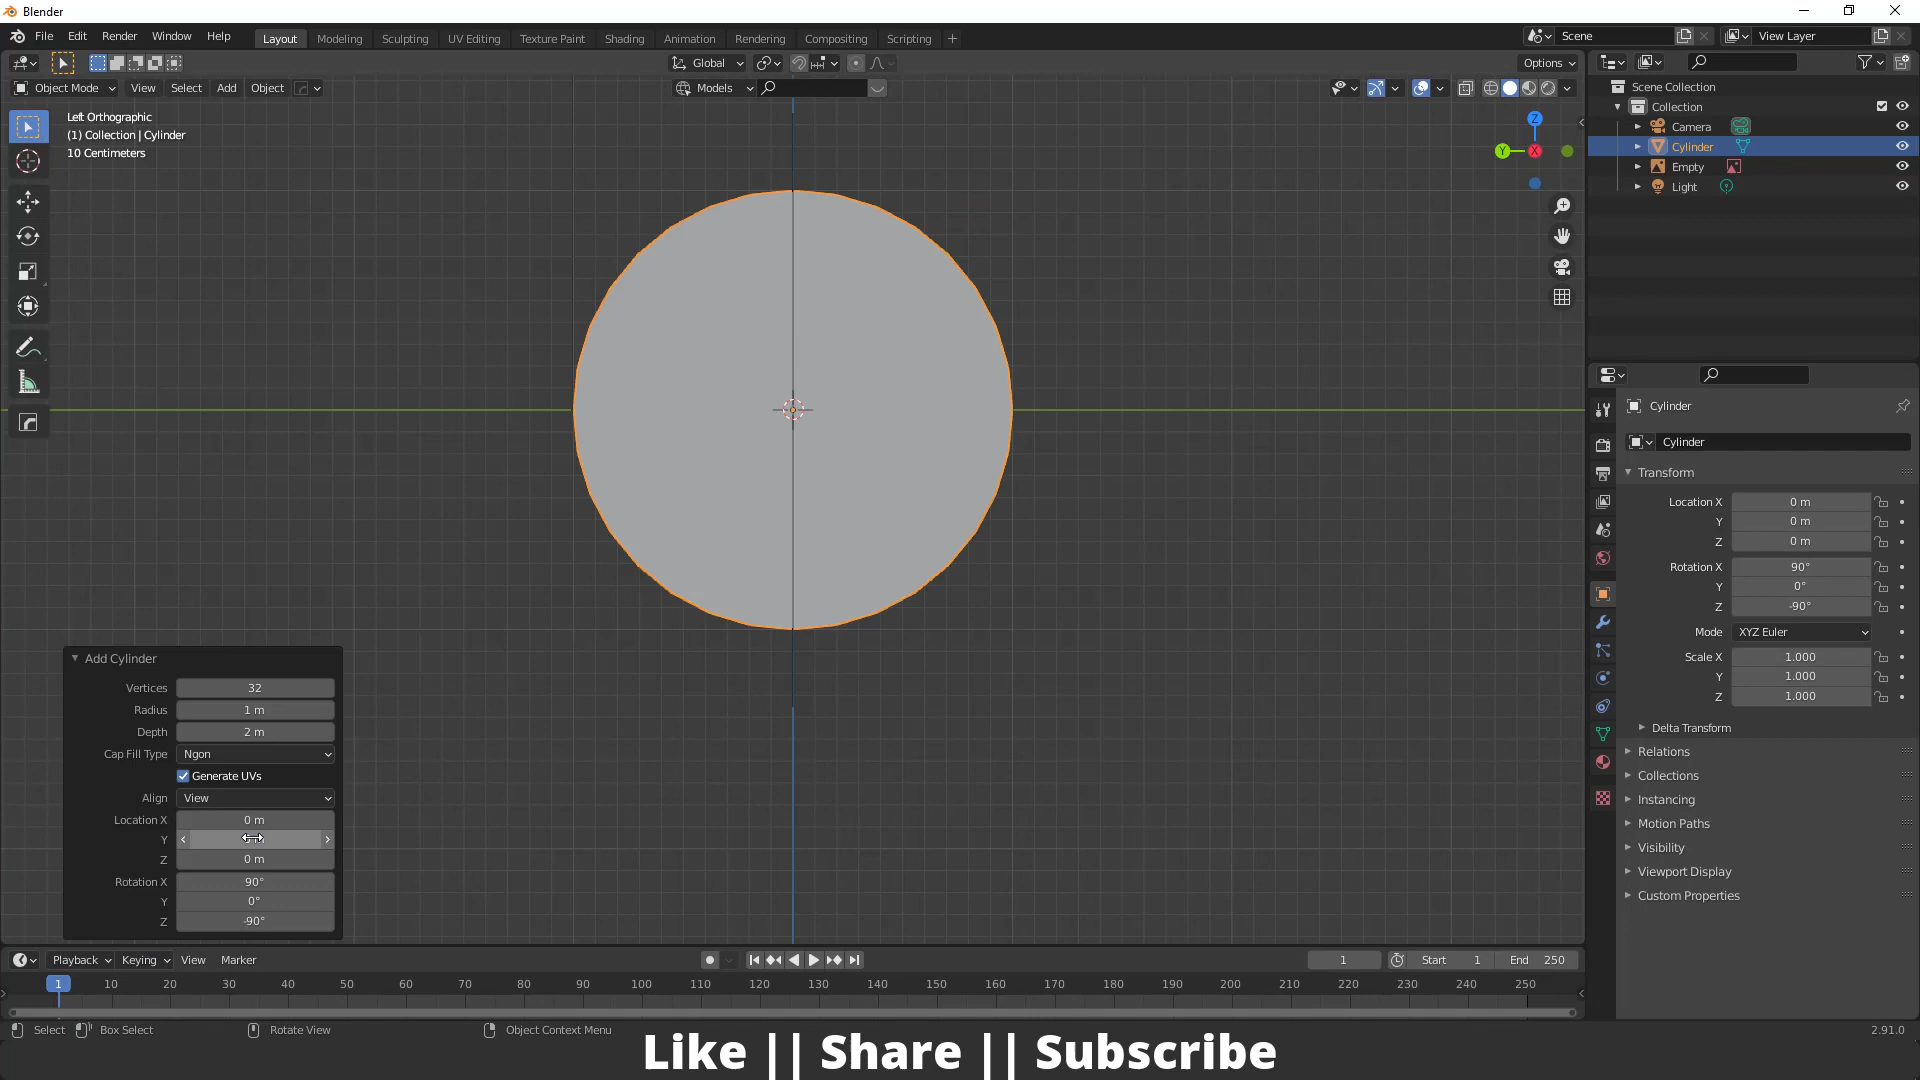 Blender
File Edit Render Window Help
Layout Modeling Sculpting UV Editing Texture Paint Shading Animation Rendering Compositing Scripting +
Scene
View Layer
Global
Options
Object Mode View Select Add Object
Models
Left Orthographic
(1) Collection | Cylinder
10 Centimeters
Z
Y
X
Scene Collection
Collection
Camera
Cylinder
Empty
Light
Cylinder
Cylinder
Transform
Location X 0 m
Y 0 m
Z 0 m
Rotation X 90°
Y 0°
Z -90°
Mode XYZ Euler
Scale X 1.000
Y 1.000
Z 1.000
Delta Transform
Relations
Collections
Instancing
Motion Paths
Visibility
Viewport Display
Custom Properties
Add Cylinder
Vertices 32
Radius 1 m
Depth 2 m
Cap Fill Type Ngon
Generate UVs
Align View
Location X 0 m
Y
Z 0 m
Rotation X 90°
Y 0°
Z -90°
Playback Keying View Marker
1
Start 1
End 250
1 10 20 30 40 50 60 70 80 90 100 110 120 130 140 150 160 170 180 190 200 210 220 230 240 250
Select Box Select Rotate View Object Context Menu
2.91.0
Like || Share || Subscribe